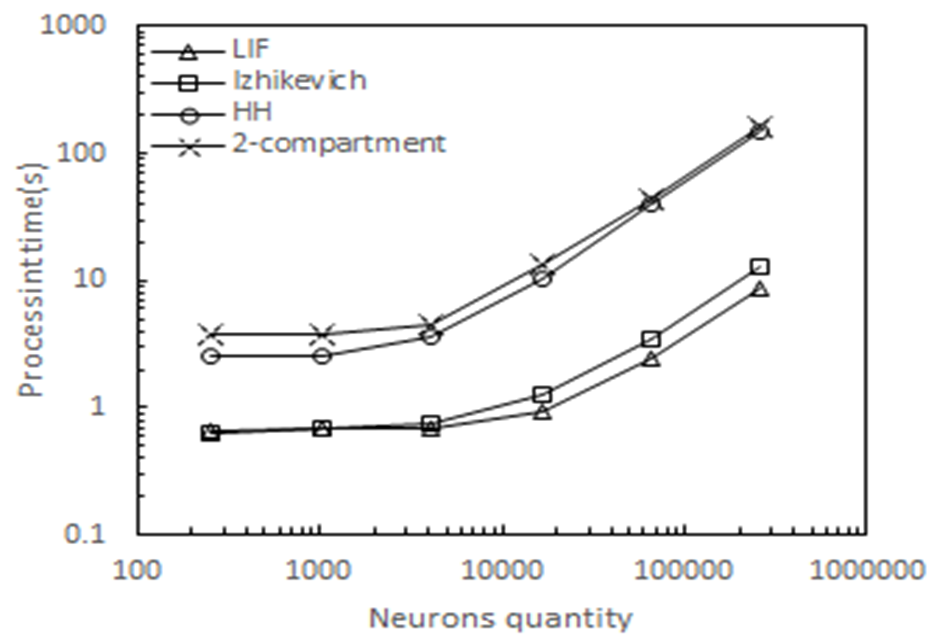 1000
LIF
Izhikevich
HH
2-compartment
100
Processinttime(s)
10
1
0.1
100
1000
10000
100000
1000000
Neurons quantity